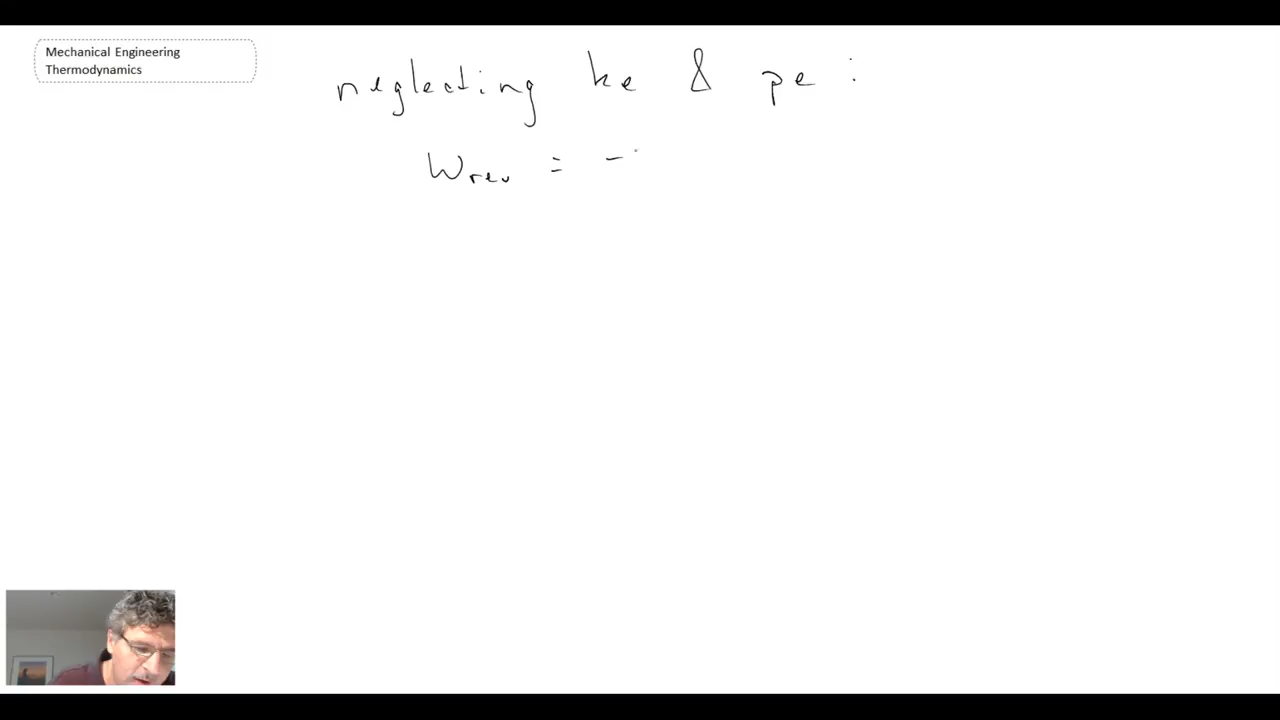 Mechanical Engineering
Thermodynamics
neglecting ke & pe :
Wrev = -